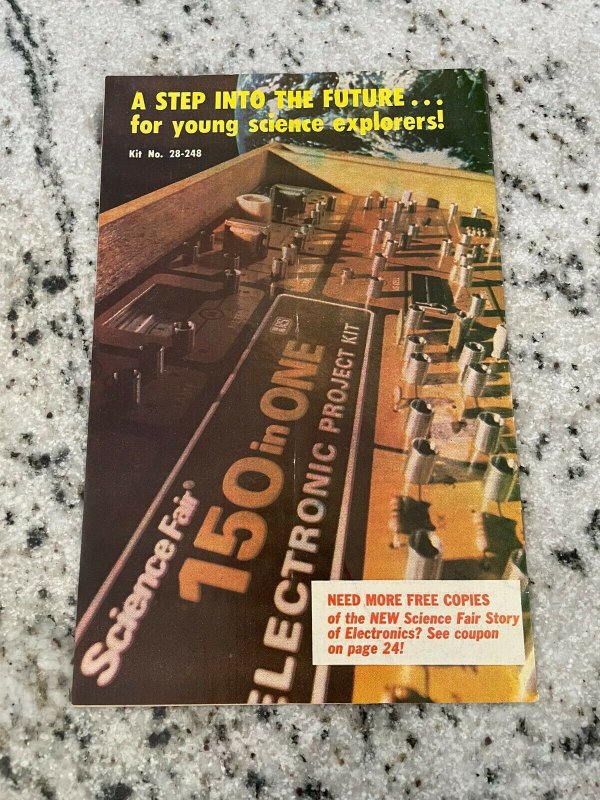 A STEP INTO THE FUTURE...
for young science explorers!
Kit No. 28-248
Science Fair®
150 in ONE
ELECTRONIC PROJECT KIT
NEED MORE FREE COPIES
of the NEW Science Fair Story
of Electronics? See coupon
on page 24!